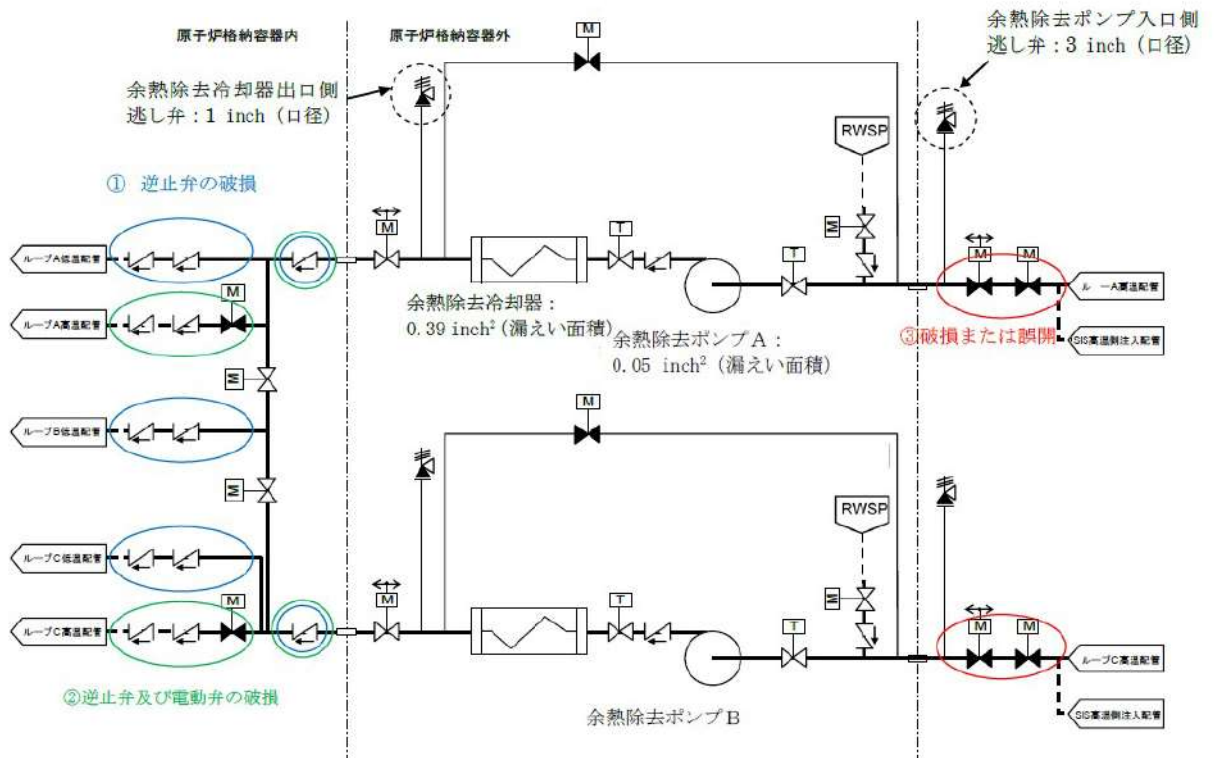 原子炉格納容器内
原子炉格納容器外
余熱除去ポンプ入口側
逃し弁：3 inch（口径）
余熱除去冷却器出口側
逃し弁：1 inch（口径）
M
RWSP
① 逆止弁の破損
M
M
T
T
M
M
ループA低温配管
ル ーA高温配管
余熱除去冷却器：
0.39 inch²（漏えい面積）
余熱除去ポンプA：
0.05 inch²（漏えい面積）
③破損または誤開
SIS高温側注入配管
M
ループA高温配管
M
M
ループB低温配管
M
RWSP
ループC低温配管
M
M
T
T
M
M
M
ループC高温配管
ループC高温配管
②逆止弁及び電動弁の破損
余熱除去ポンプB
SIS高温側注入配管